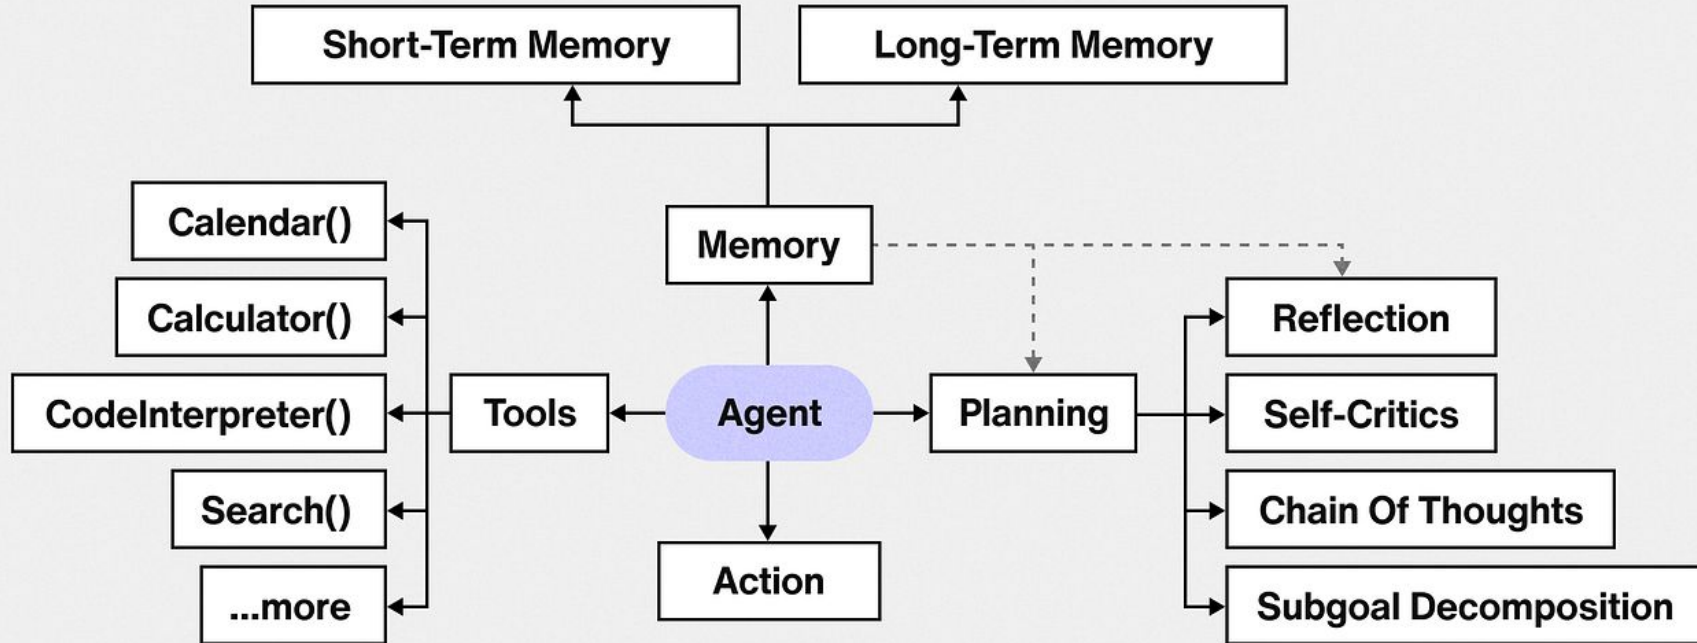 Short-Term Memory
Long-Term Memory
Calendar()
Memory
Calculator()
Reflection
CodeInterpreter()
Tools
Agent
Planning
Self-Critics
Search()
Chain Of Thoughts
Action
...more
Subgoal Decomposition